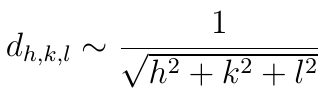 $d_{h,k,l} \sim \frac{1}{\sqrt{h^2 + k^2 + l^2}}$